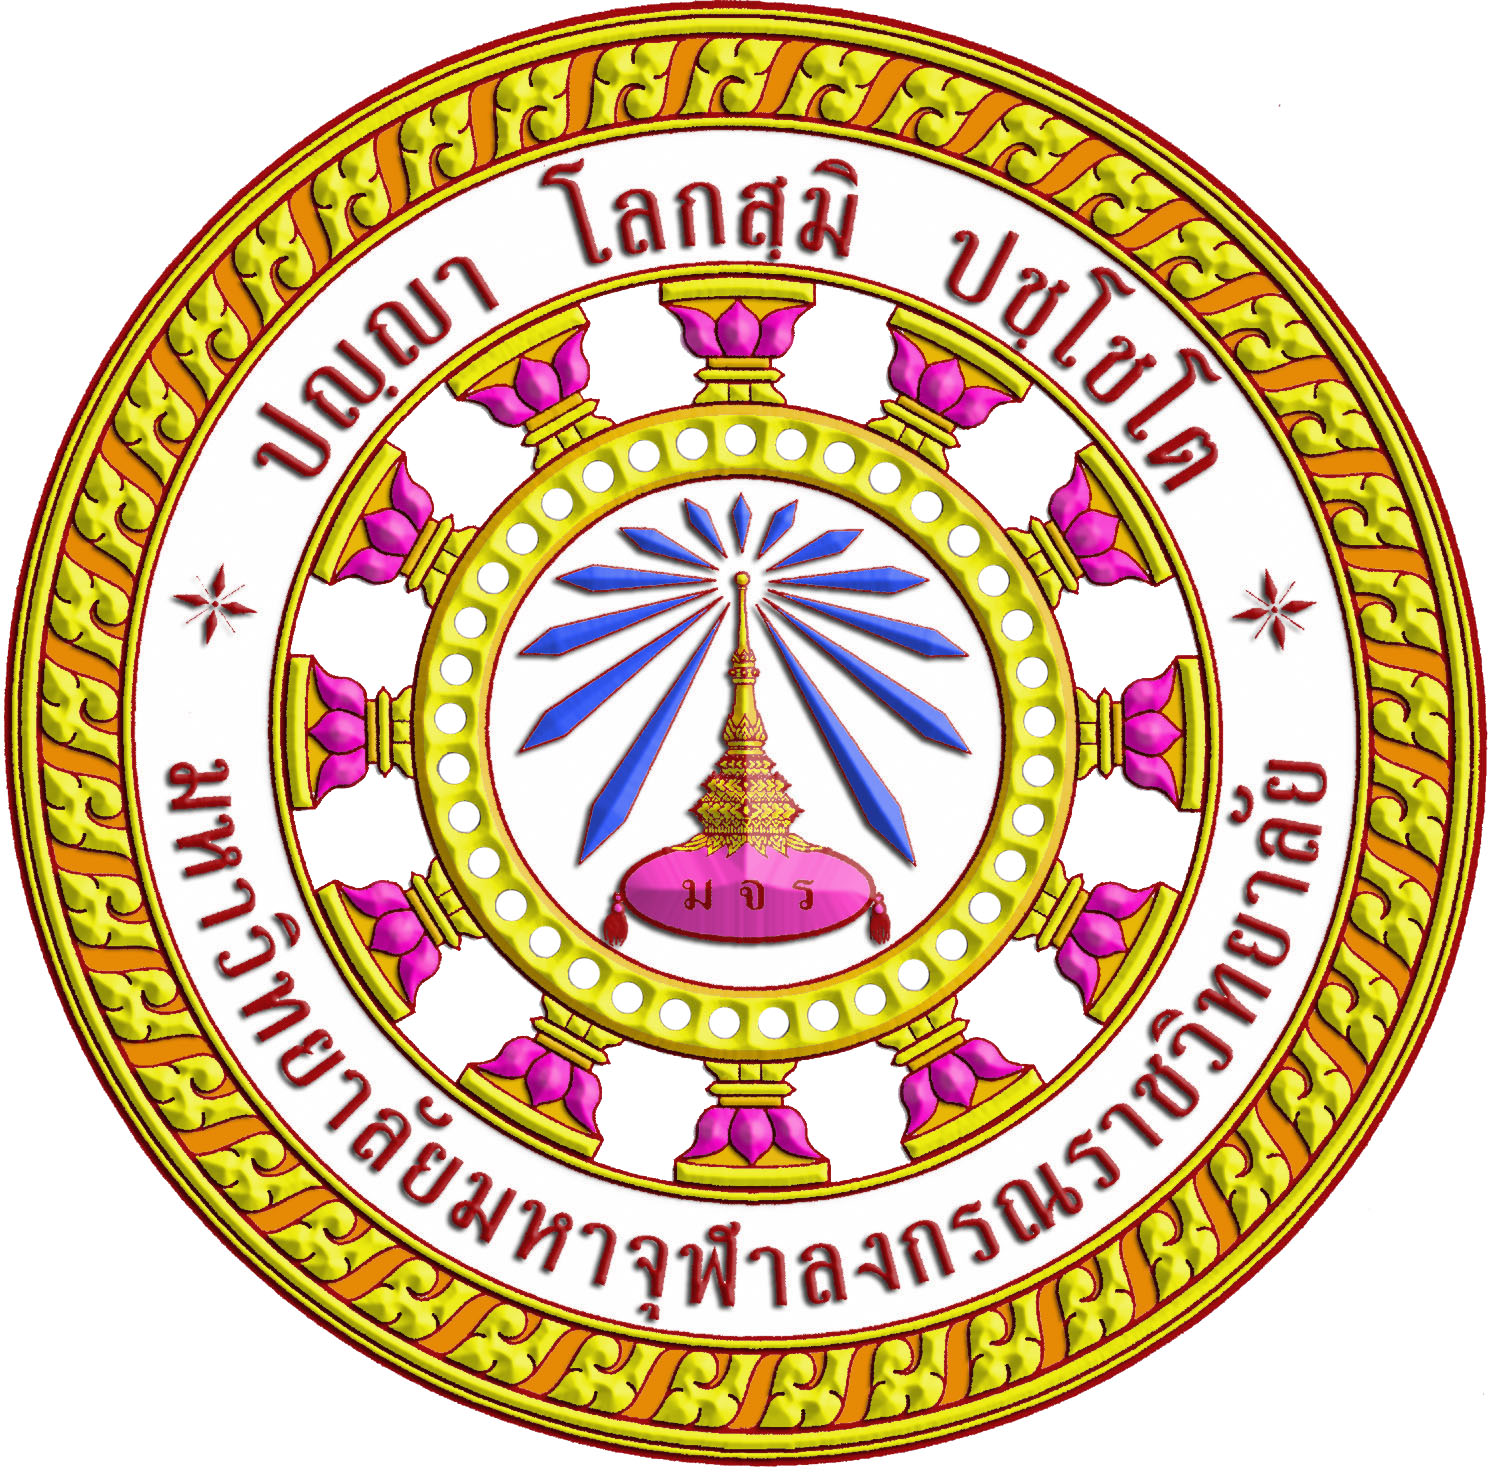 ปญฺญา โลกสฺมิ ปชฺโชโต
ม จ ร
มหาวิทยาลัยมหาจุฬาลงกรณราชวิทยาลัย